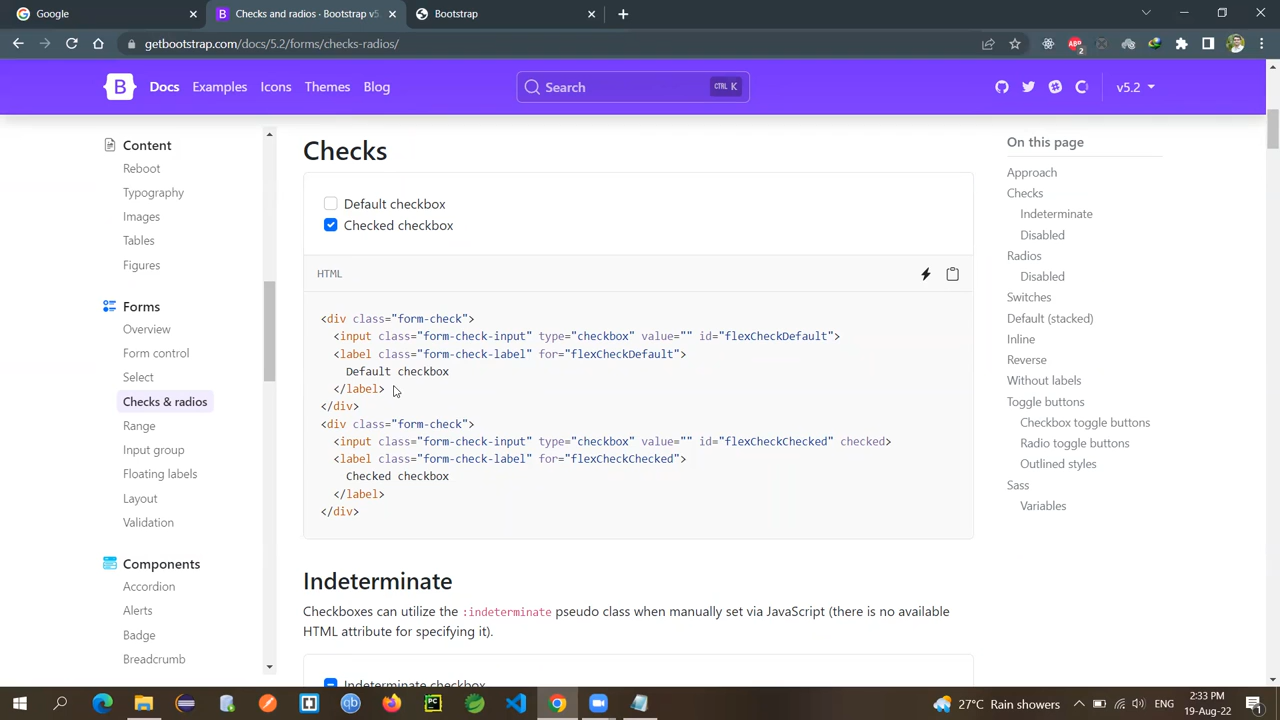 Google
Checks and radios · Bootstrap v5
Bootstrap
getbootstrap.com/docs/5.2/forms/checks-radios/
ABP
2
B
Docs
Examples
Icons
Themes
Blog
Search
CTRL K
v5.2
Content
Reboot
Typography
Images
Tables
Figures
Forms
Overview
Form control
Select
Checks & radios
Range
Input group
Floating labels
Layout
Validation
Components
Accordion
Alerts
Badge
Breadcrumb
Checks
Default checkbox
Checked checkbox
HTML
<div class="form-check">
<input class="form-check-input" type="checkbox" value="" id="flexCheckDefault">
<label class="form-check-label" for="flexCheckDefault">
Default checkbox
</label>
</div>
<div class="form-check">
<input class="form-check-input" type="checkbox" value="" id="flexCheckChecked" checked>
<label class="form-check-label" for="flexCheckChecked">
Checked checkbox
</label>
</div>
Indeterminate
Checkboxes can utilize the :indeterminate pseudo class when manually set via JavaScript (there is no available
HTML attribute for specifying it).
Indeterminate checkbox
On this page
Approach
Checks
Indeterminate
Disabled
Radios
Disabled
Switches
Default (stacked)
Inline
Reverse
Without labels
Toggle buttons
Checkbox toggle buttons
Radio toggle buttons
Outlined styles
Sass
Variables
qb
PC
27°C Rain showers
ENG
2:33 PM
19-Aug-22
1